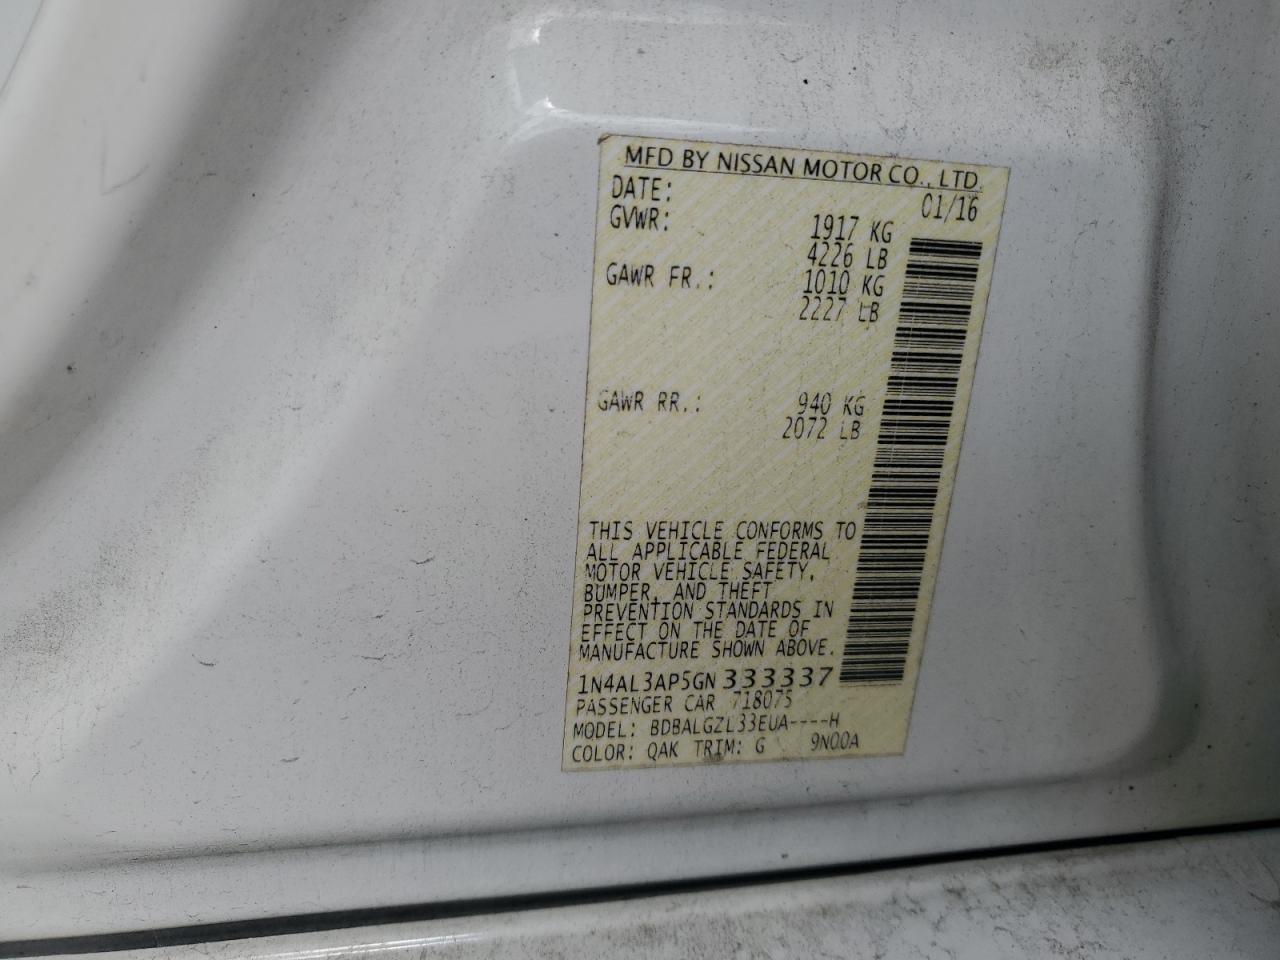 MFD BY NISSAN MOTOR CO., LTD.
DATE: 01/16
GVWR: 1917 KG
4226 LB
GAWR FR.: 1010 KG
2227 LB
GAWR RR.: 940 KG
2072 LB
THIS VEHICLE CONFORMS TO
ALL APPLICABLE FEDERAL
MOTOR VEHICLE SAFETY,
BUMPER, AND THEFT
PREVENTION STANDARDS IN
EFFECT ON THE DATE OF
MANUFACTURE SHOWN ABOVE.
1N4AL3AP5GN333337
PASSENGER CAR 718075
MODEL: BDBALGZL33EUA----H
COLOR: QAK TRIM: G 9N00A